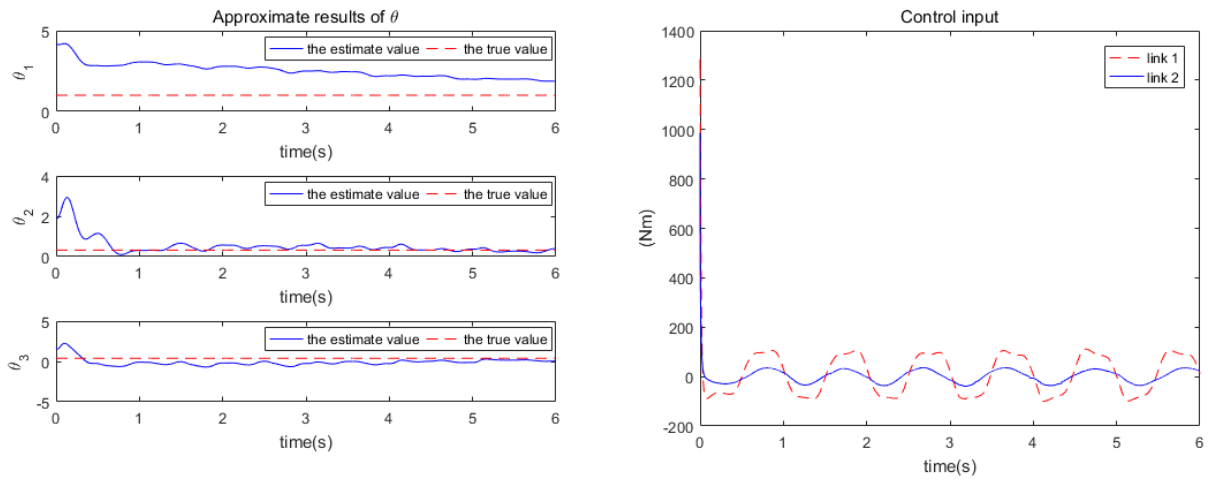 Approximate results of θ
5
0
θ1
the estimate value the true value
0 1 2 3 4 5 6
time(s)
4
2
0
θ2
the estimate value the true value
0 1 2 3 4 5 6
time(s)
5
0
-5
θ3
the estimate value the true value
0 1 2 3 4 5 6
time(s)
Control input
1400
1200
1000
800
600
400
200
0
-200
(Nm)
link 1
link 2
0 1 2 3 4 5 6
time(s)